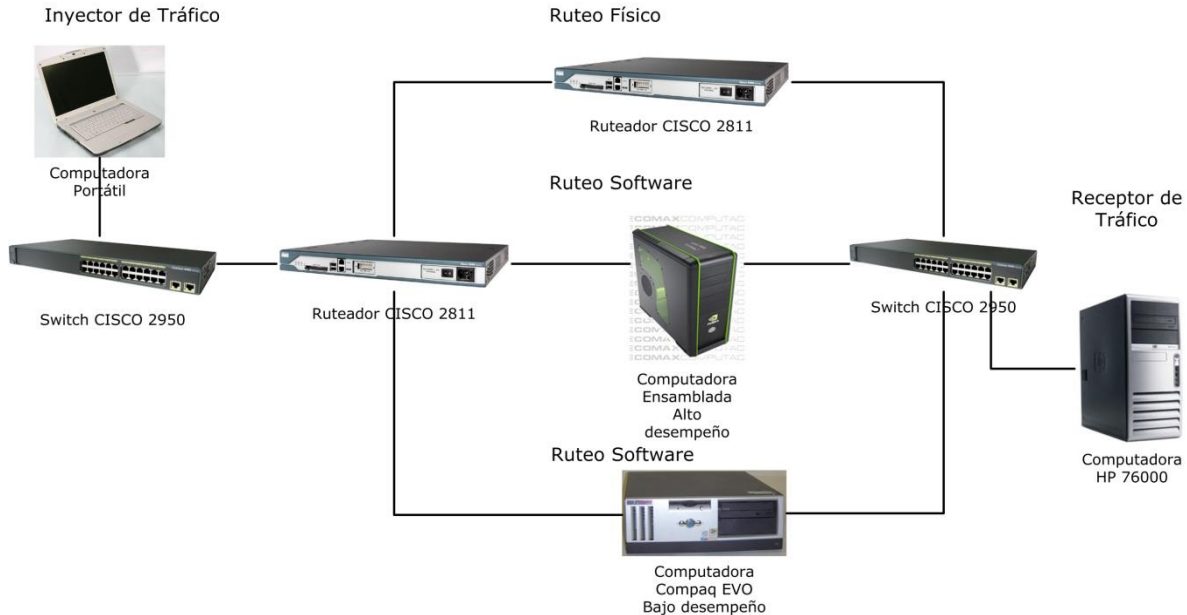 Inyector de Tráfico
Ruteo Físico
Ruteador CISCO 2811
Computadora
Portátil
Ruteo Software
Receptor de
Tráfico
ECOMAXCOMPUTAC
Switch CISCO 2950
Ruteador CISCO 2811
Switch CISCO 2950
Computadora
Ensamblada
Alto
desempeño
Ruteo Software
Computadora
HP 76000
Computadora
Compaq EVO
Bajo desempeño